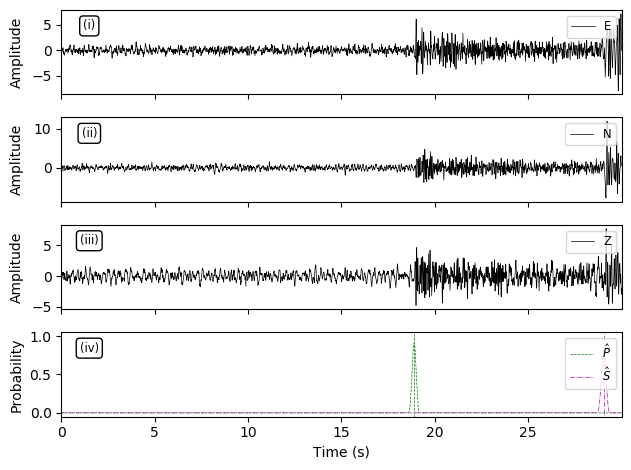 (i)
E
5
0
−5
Amplitude
(ii)
N
10
0
Amplitude
(iii)
Z
5
0
−5
Amplitude
(iv)
P̂
Ŝ
1.0
0.5
0.0
Probability
0 5 10 15 20 25
Time (s)